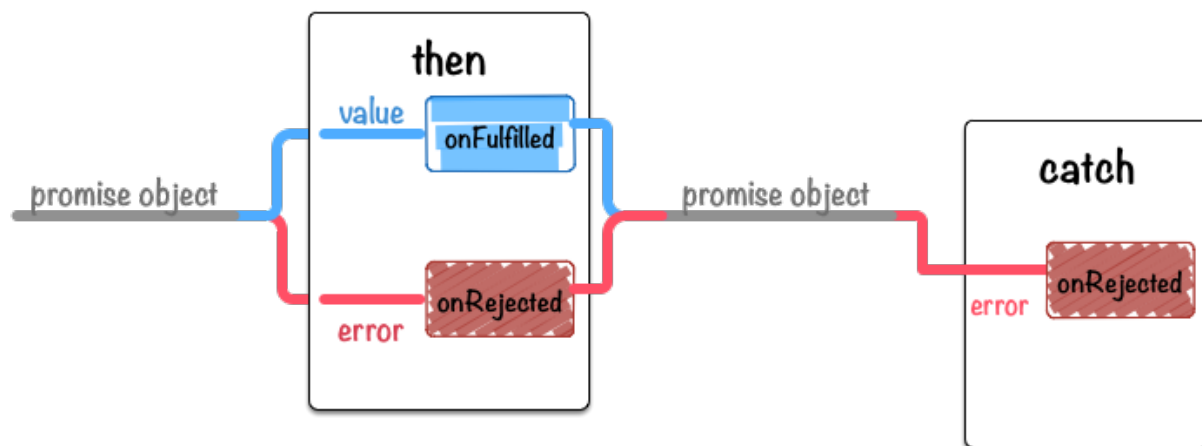 then
value
onFulfilled
promise object
onRejected
error
promise object
catch
onRejected
error